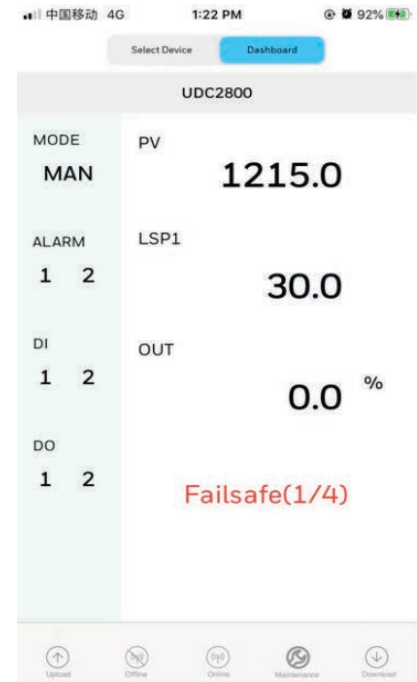 中国移动 4G 1:22 PM 92%
Select Device Dashboard
UDC2800
MODE
MAN
PV
1215.0
ALARM
1 2
LSP1
30.0
DI
1 2
OUT
0.0 %
DO
1 2
Failsafe(1/4)
Upload Offline Online Maintenance Download